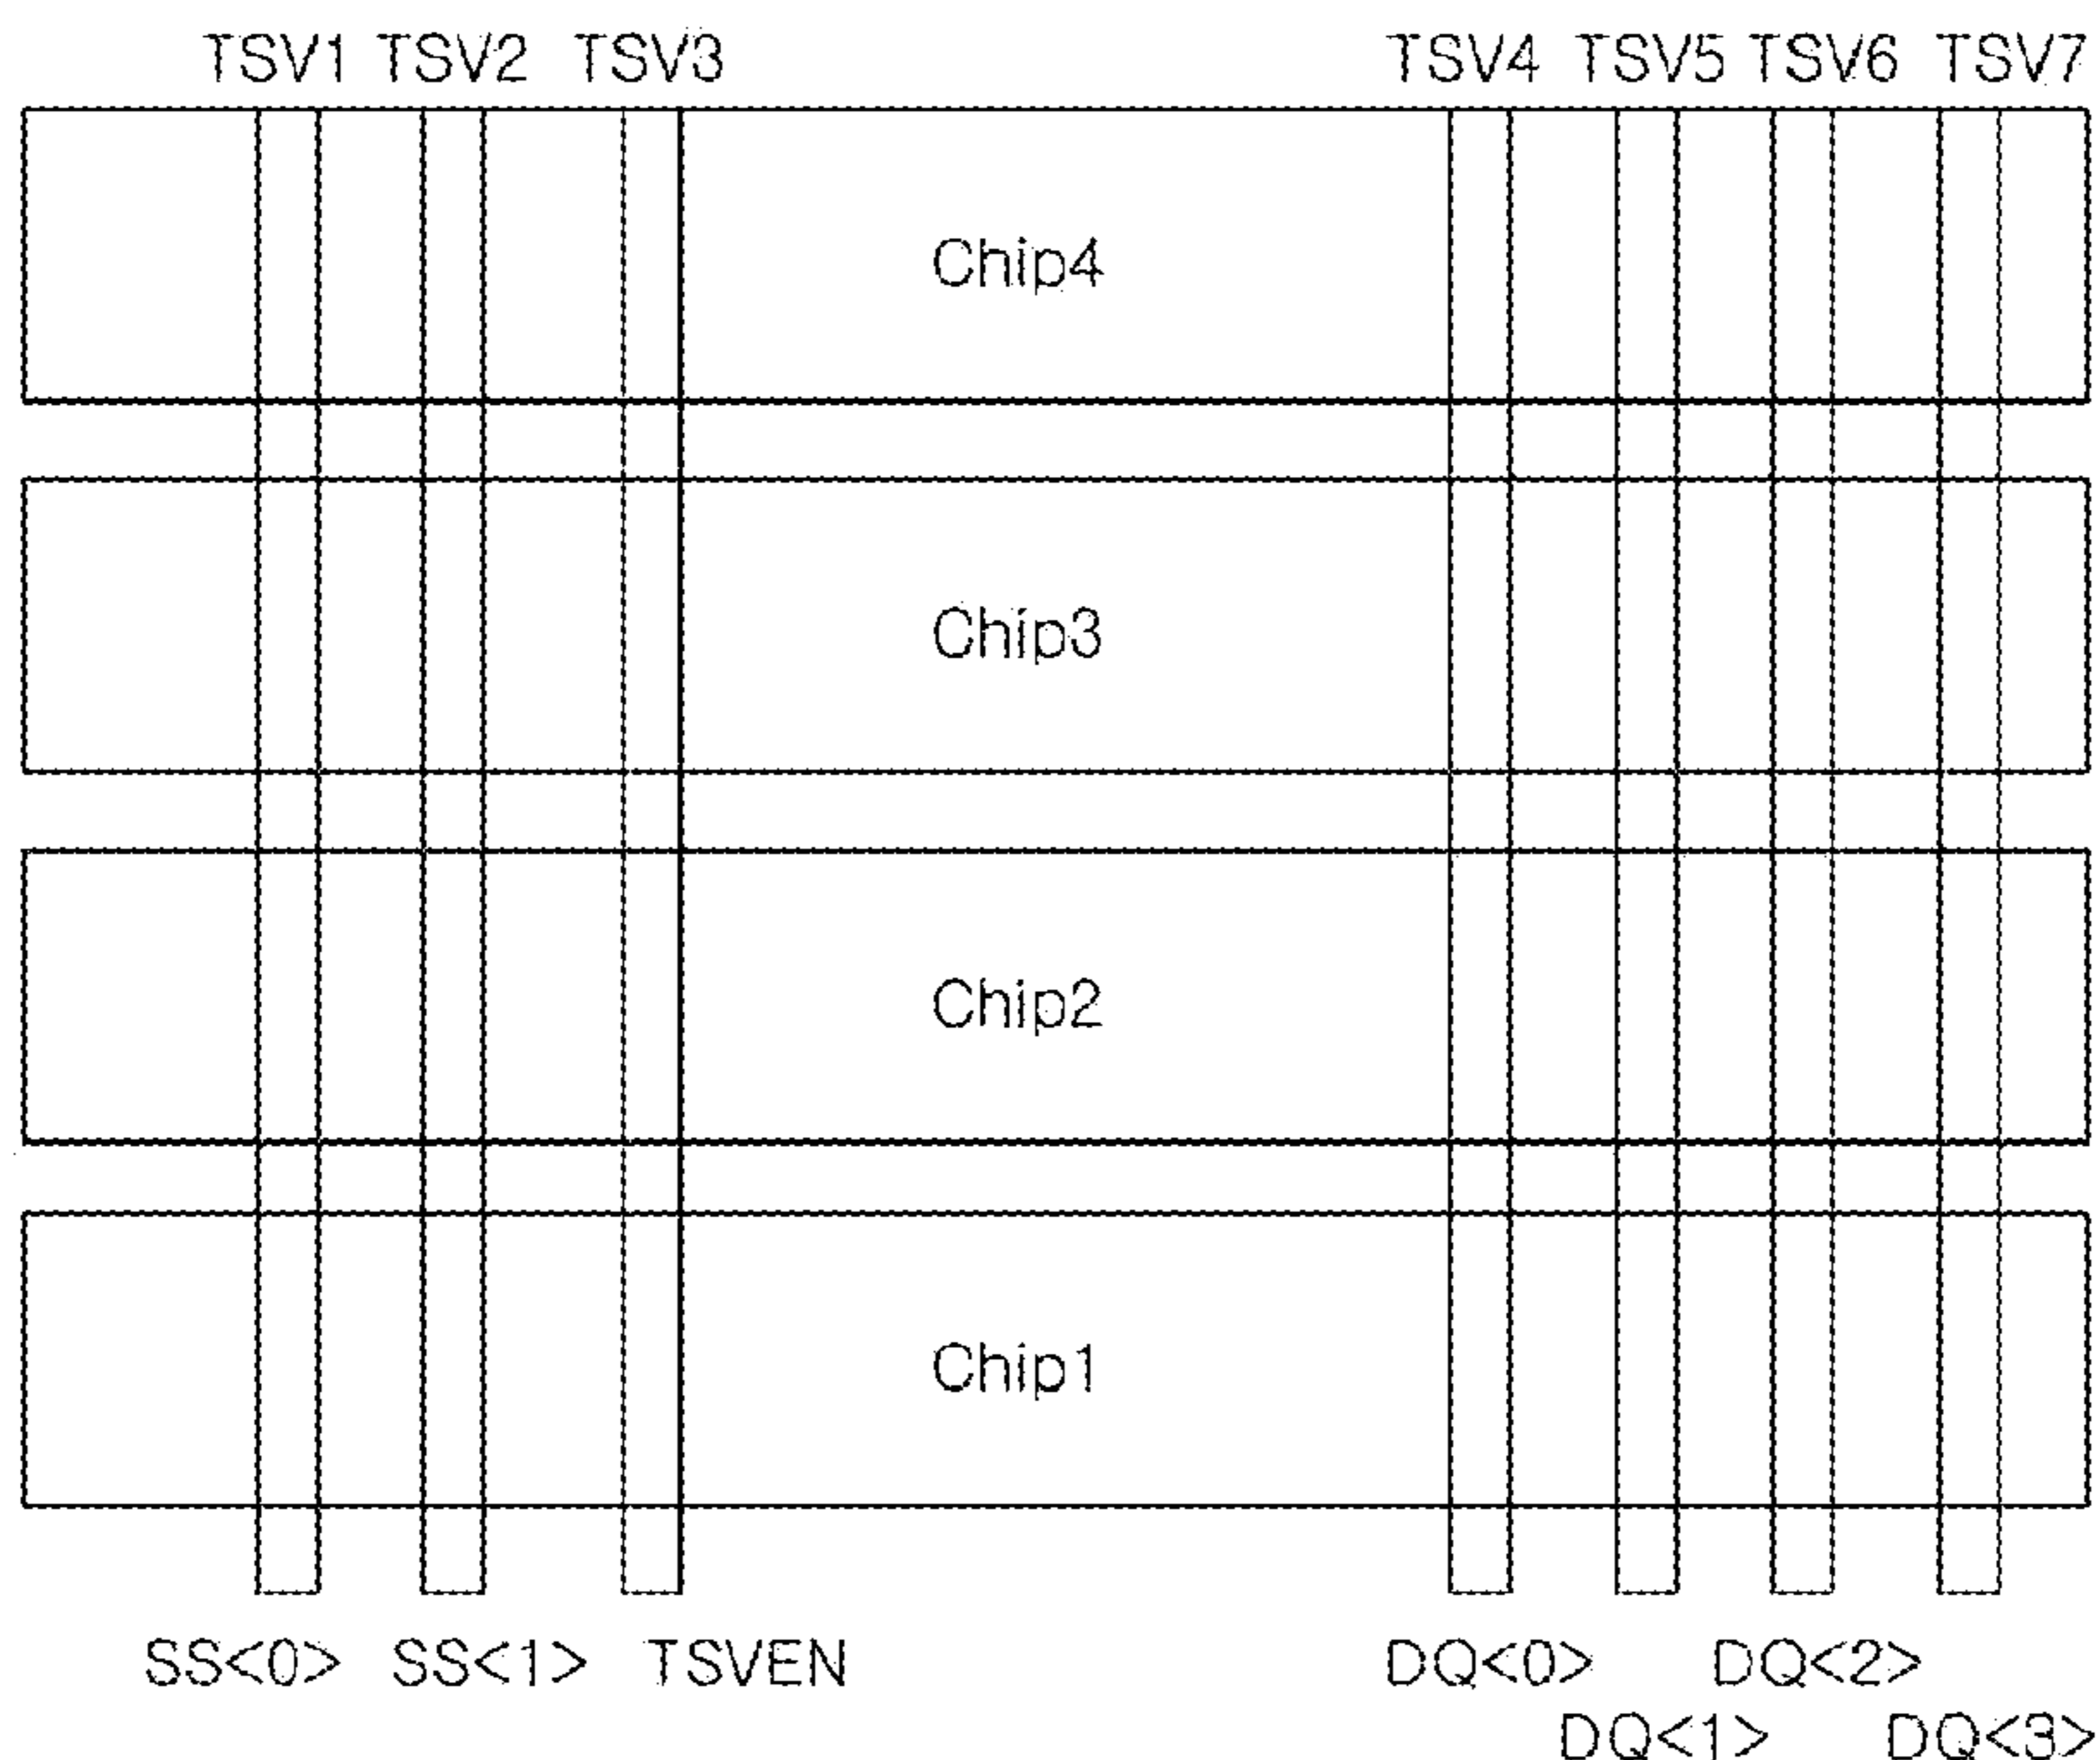 TSV1 TSV2 TSV3 TSV4 TSV5 TSV6 TSV7
Chip4
Chip3
Chip2
Chip1
SS<0> SS<1> TSVEN DQ<0> DQ<2>
DQ<1> DQ<3>